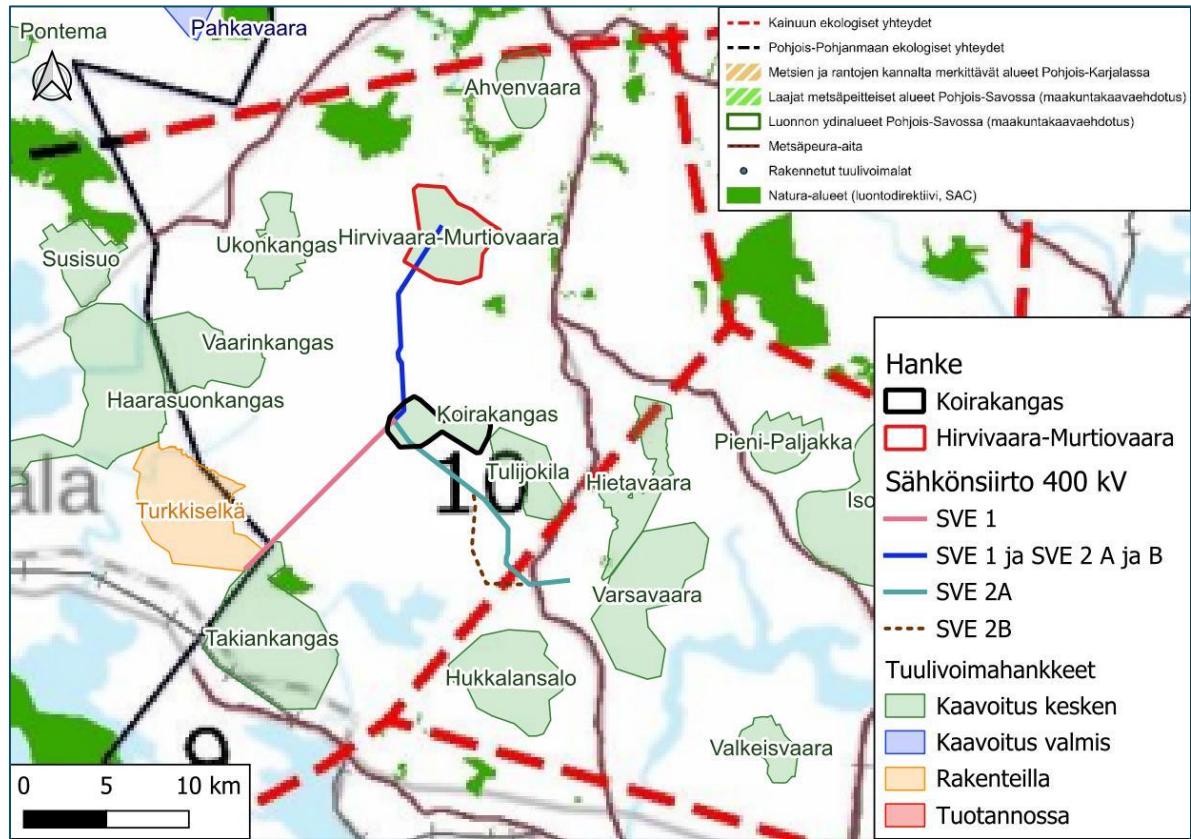 Pontema
Pahkavaara
Ahvenvaara
Ukonkangas
Hirvivaara-Murtiovaara
Susisuo
Vaarinkangas
Haarasuonkangas
Koirakangas
Pieni-Paljakka
10
Tulijokila
Hietavaara
ala
Iso
Turkkiselkä
Varsavaara
Takiankangas
Hukkalansalo
Valkeisvaara
9
0 5 10 km
Kainuun ekologiset yhteydet
Pohjois-Pohjanmaan ekologiset yhteydet
Metsien ja rantojen kannalta merkittävät alueet Pohjois-Karjalassa
Laajat metsäpeitteiset alueet Pohjois-Savossa (maakuntakaavaehdotus)
Luonnon ydinalueet Pohjois-Savossa (maakuntakaavaehdotus)
Metsäpeura-aita
Rakennetut tuulivoimalat
Natura-alueet (luontodirektiivi, SAC)
Hanke
Koirakangas
Hirvivaara-Murtiovaara
Sähkönsiirto 400 kV
SVE 1
SVE 1 ja SVE 2 A ja B
SVE 2A
SVE 2B
Tuulivoimahankkeet
Kaavoitus kesken
Kaavoitus valmis
Rakenteilla
Tuotannossa